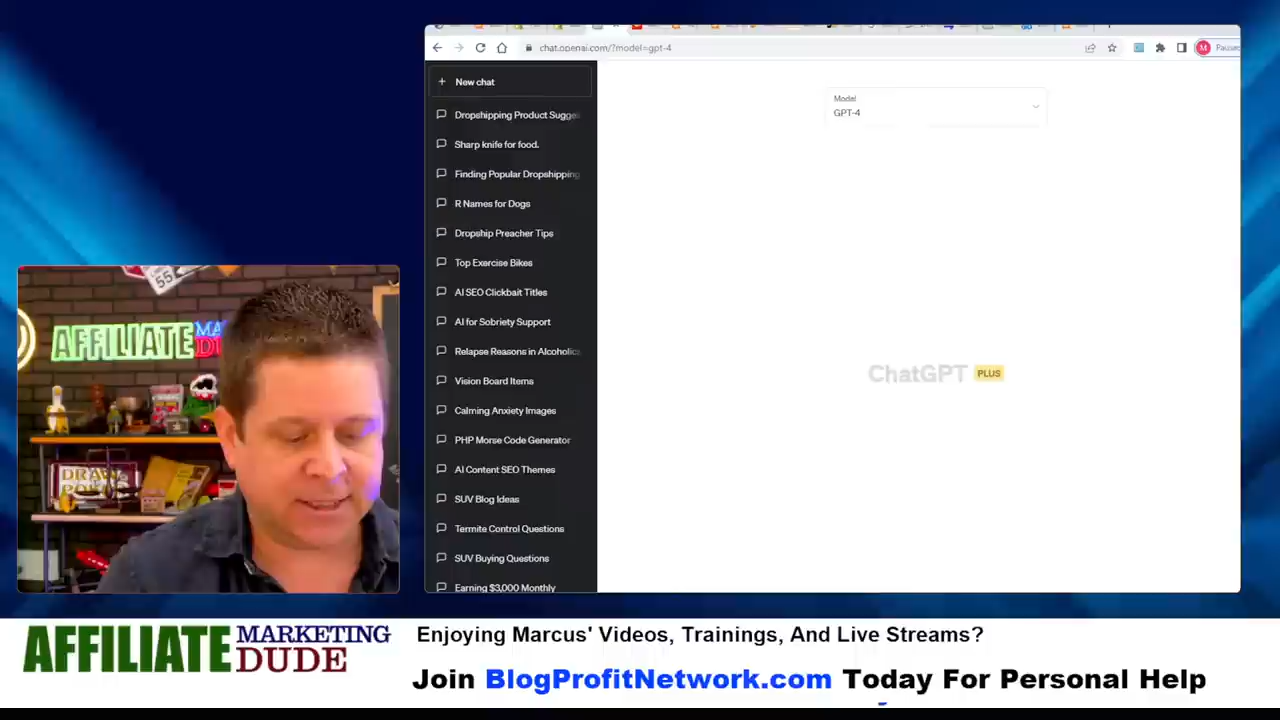 chat.openai.com/?model=gpt-4
M
New chat
Model
GPT-4
Dropshipping Product
Sharp knife for food.
Finding Popular Dropshipping
R Names for Dogs
Dropship Preacher Tips
Top Exercise Bikes
AI SEO Clickbait Titles
AI for Sobriety Support
Relapse Reasons in
Vision Board Items
Calming Anxiety Images
PHP Morse Code Generator
AI Content SEO Themes
SUV Blog Ideas
Termite Control Questions
SUV Buying Questions
Earning $3,000 Monthly
ChatGPT PLUS
55
AFFILIATE
AFFILIATE MARKETING DUDE
Enjoying Marcus' Videos, Trainings, And Live Streams?
Join BlogProfitNetwork.com Today For Personal Help